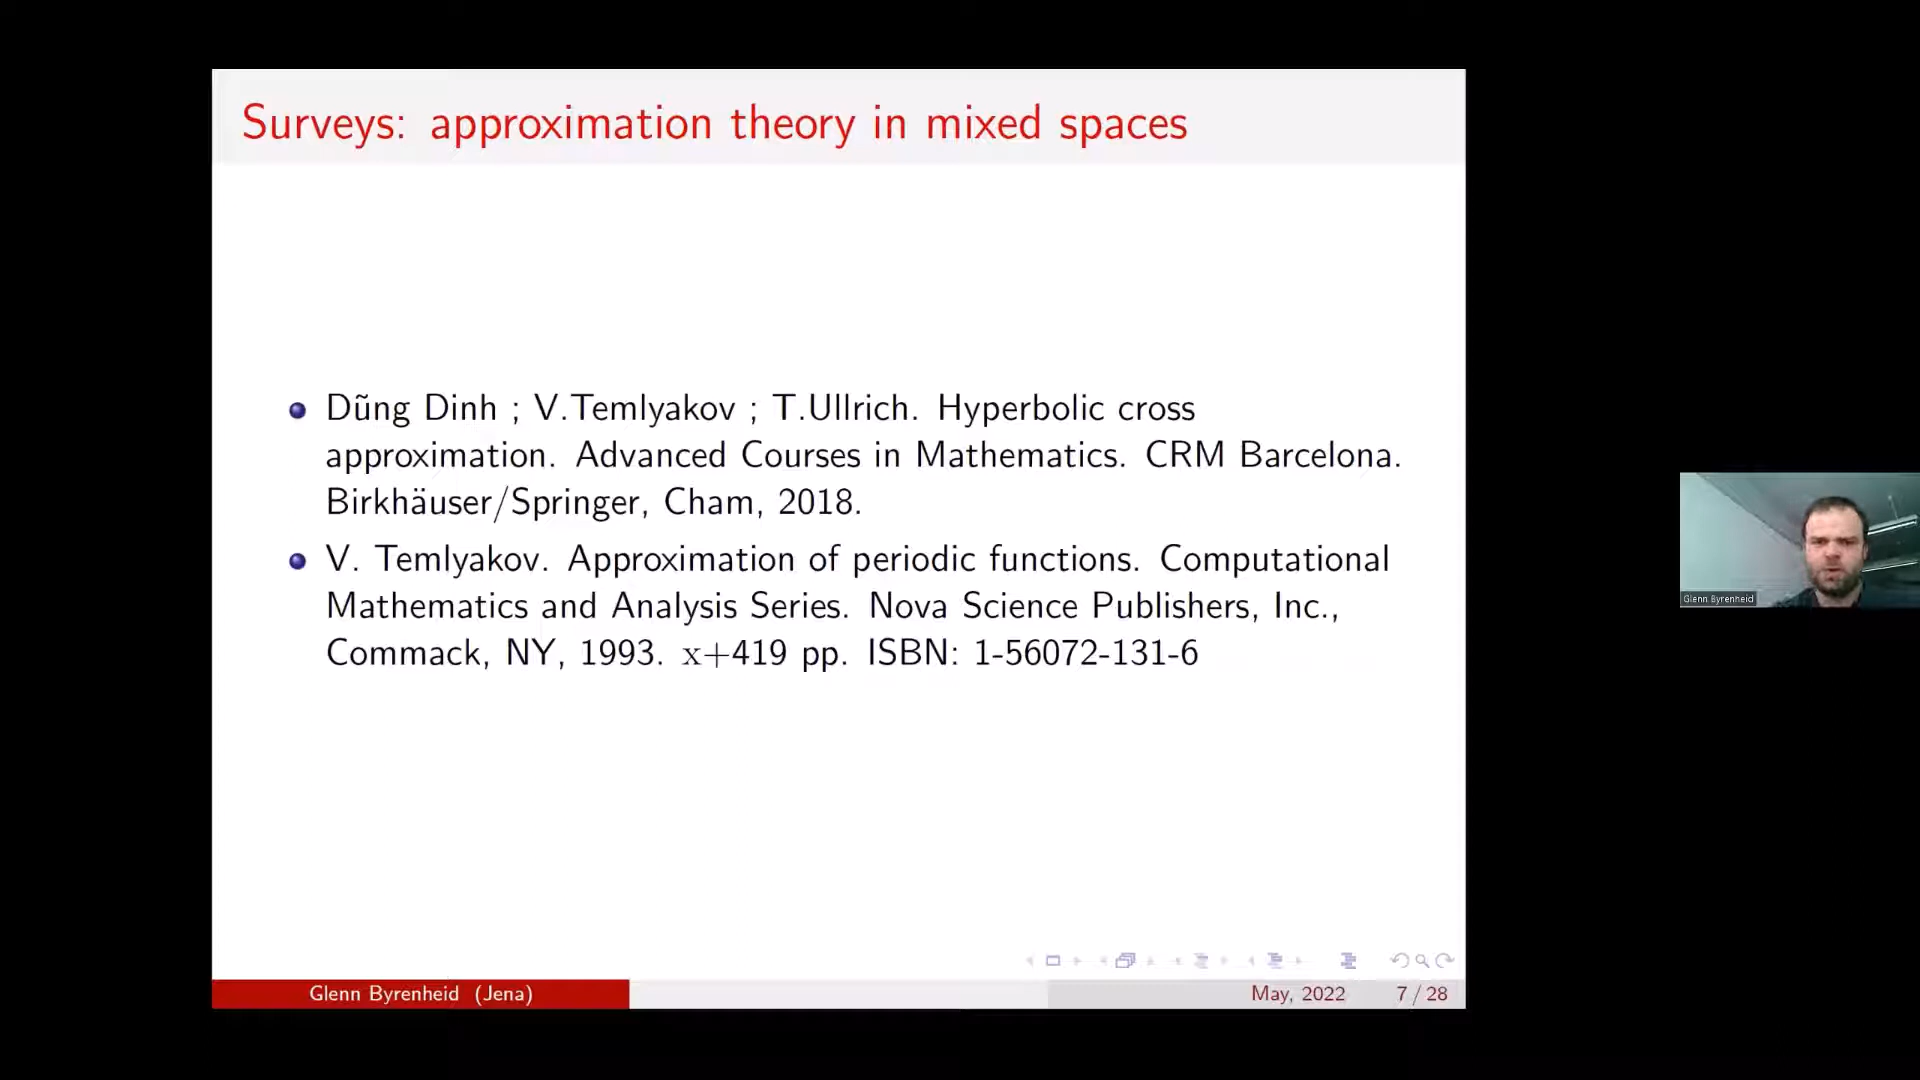 Surveys: approximation theory in mixed spaces
Dũng Dinh ; V.Temlyakov ; T.Ullrich. Hyperbolic cross
approximation. Advanced Courses in Mathematics. CRM Barcelona.
Birkhäuser/Springer, Cham, 2018.
V. Temlyakov. Approximation of periodic functions. Computational
Mathematics and Analysis Series. Nova Science Publishers, Inc.,
Commack, NY, 1993. x+419 pp. ISBN: 1-56072-131-6
Glenn Byrenheid
Glenn Byrenheid (Jena)
May, 2022
7 / 28